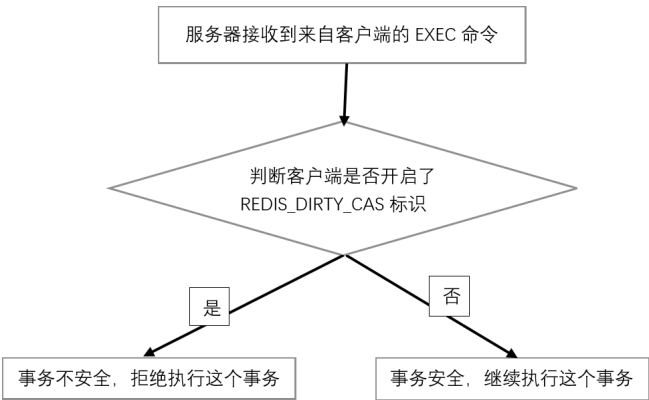 服务器接收到来自客户端的 EXEC 命令
判断客户端是否开启了
REDIS_DIRTY_CAS 标识
是
否
事务不安全，拒绝执行这个事务
事务安全，继续执行这个事务